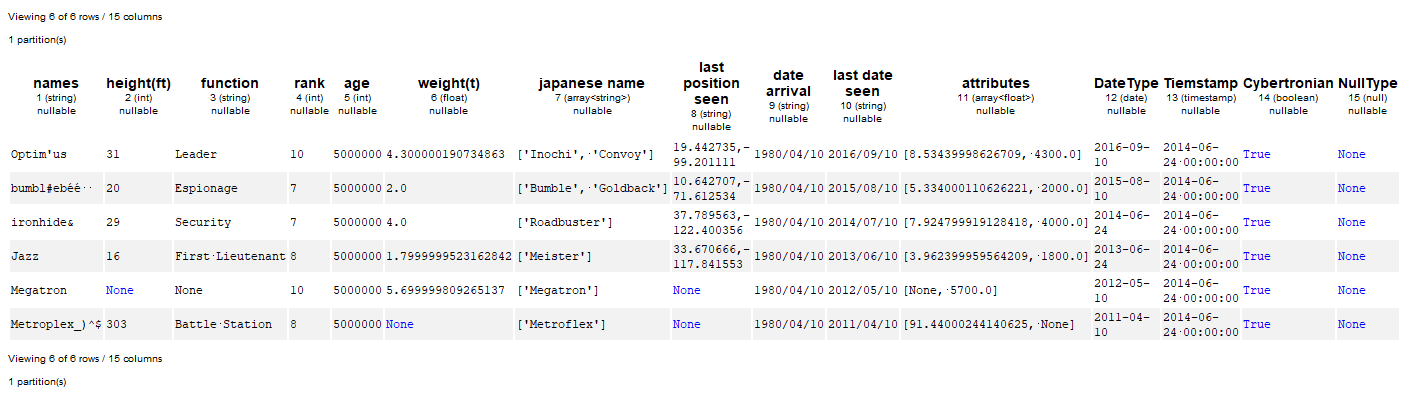 Viewing 6 of 6 rows / 15 columns
1 partition(s)
names height(ft) function rank age weight(t) japanese name last position seen date arrival last date seen attributes DateType Tiemstamp Cybertronian NullType
1 (string) 2 (int) 3 (string) 4 (int) 5 (int) 6 (float) 7 (array<string>) 8 (string) 9 (string) 10 (string) 11 (array<float>) 12 (date) 13 (timestamp) 14 (boolean) 15 (null)
nullable nullable nullable nullable nullable nullable nullable nullable nullable nullable nullable nullable nullable nullable nullable
Optim'us 31 Leader 10 5000000 4.300000190734863 ['Inochi',·'Convoy'] 19.442735,-99.201111 1980/04/10 2016/09/10 [8.53439998626709,·4300.0] 2016-09-10 2014-06-24·00:00:00 True None
bumbl#ebéé·· 20 Espionage 7 5000000 2.0 ['Bumble',·'Goldback'] 10.642707,-71.612534 1980/04/10 2015/08/10 [5.334000110626221,·2000.0] 2015-08-10 2014-06-24·00:00:00 True None
ironhide& 29 Security 7 5000000 4.0 ['Roadbuster'] 37.789563,-122.400356 1980/04/10 2014/07/10 [7.924799919128418,·4000.0] 2014-06-24 2014-06-24·00:00:00 True None
Jazz 16 First·Lieutenant 8 5000000 1.7999999523162842 ['Meister'] 33.670666,-117.841553 1980/04/10 2013/06/10 [3.962399959564209,·1800.0] 2013-06-24 2014-06-24·00:00:00 True None
Megatron None None 10 5000000 5.699999809265137 ['Megatron'] None 1980/04/10 2012/05/10 [None,·5700.0] 2012-05-10 2014-06-24·00:00:00 True None
Metroplex_)^$ 303 Battle·Station 8 5000000 None ['Metroflex'] None 1980/04/10 2011/04/10 [91.44000244140625,·None] 2011-04-10 2014-06-24·00:00:00 True None
Viewing 6 of 6 rows / 15 columns
1 partition(s)